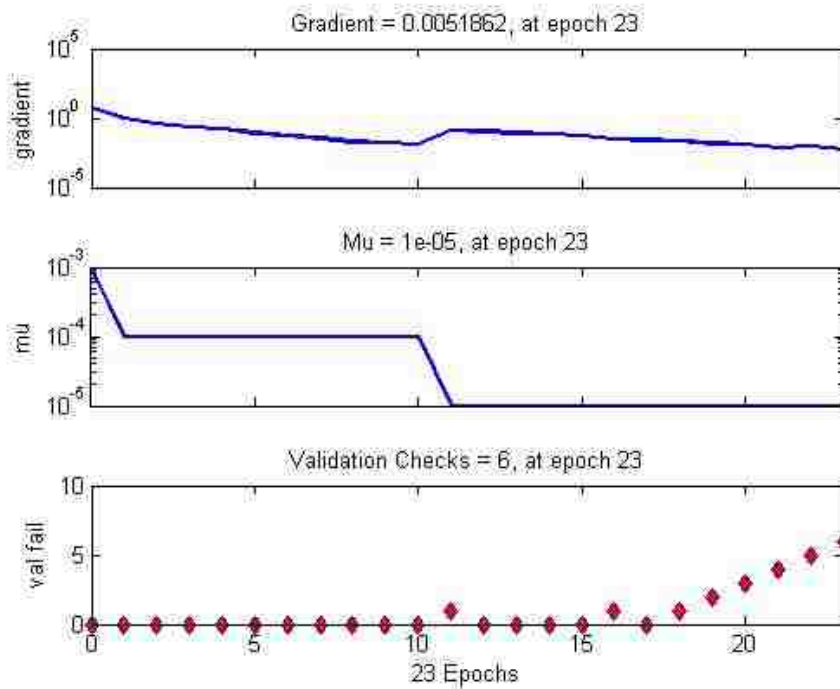 Gradient = 0.0051862, at epoch 23
10^5
10^0
10^-5
gradient
Mu = 1e-05, at epoch 23
10^-3
10^-4
10^-5
mu
Validation Checks = 6, at epoch 23
10
5
0
val fail
0 5 10 15 20
23 Epochs